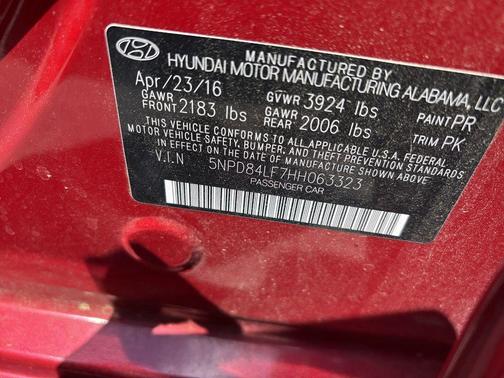 MANUFACTURED BY
HYUNDAI MOTOR MANUFACTURING ALABAMA, LLC
Apr/23/16 GVWR 3924 lbs PAINT PR
GAWR FRONT 2183 lbs GAWR REAR 2006 lbs TRIM PK
THIS VEHICLE CONFORMS TO ALL APPLICABLE U.S.A. FEDERAL
MOTOR VEHICLE SAFETY, BUMPER, AND THEFT PREVENTION STANDARDS
IN EFFECT ON THE DATE OF MANUFACTURE SHOWN ABOVE.
V.I.N 5NPD84LF7HH063323
PASSENGER CAR